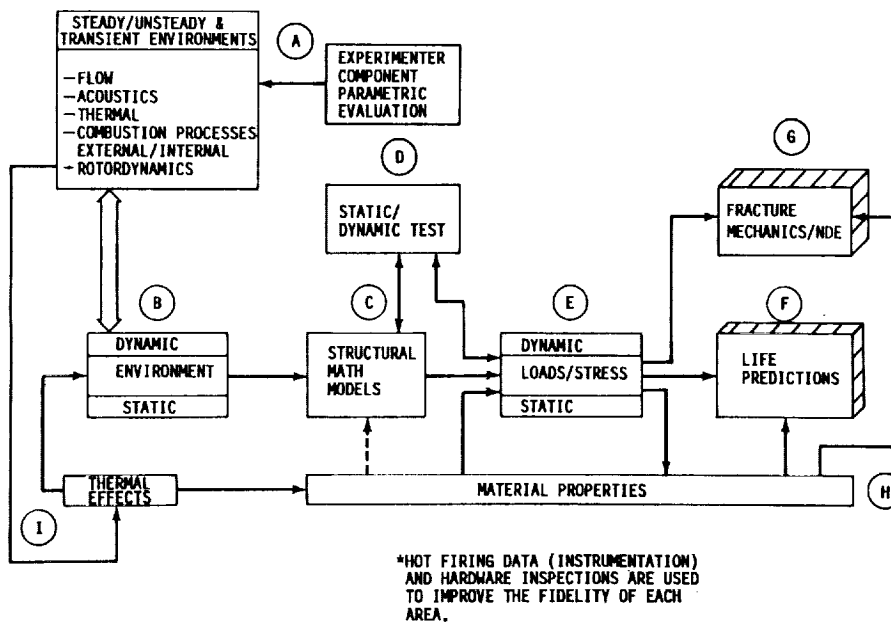 STEADY/UNSTEADY &
TRANSIENT ENVIRONMENTS
—FLOW
—ACOUSTICS
—THERMAL
—COMBUSTION PROCESSES
EXTERNAL/INTERNAL
—ROTORDYNAMICS
A
EXPERIMENTER
COMPONENT
PARAMETRIC
EVALUATION
D
STATIC/
DYNAMIC TEST
G
FRACTURE
MECHANICS/NDE
B
DYNAMIC
ENVIRONMENT
STATIC
C
STRUCTURAL
MATH
MODELS
E
DYNAMIC
LOADS/STRESS
STATIC
F
LIFE
PREDICTIONS
I
THERMAL
EFFECTS
MATERIAL PROPERTIES
H
*HOT FIRING DATA (INSTRUMENTATION)
AND HARDWARE INSPECTIONS ARE USED
TO IMPROVE THE FIDELITY OF EACH
AREA.